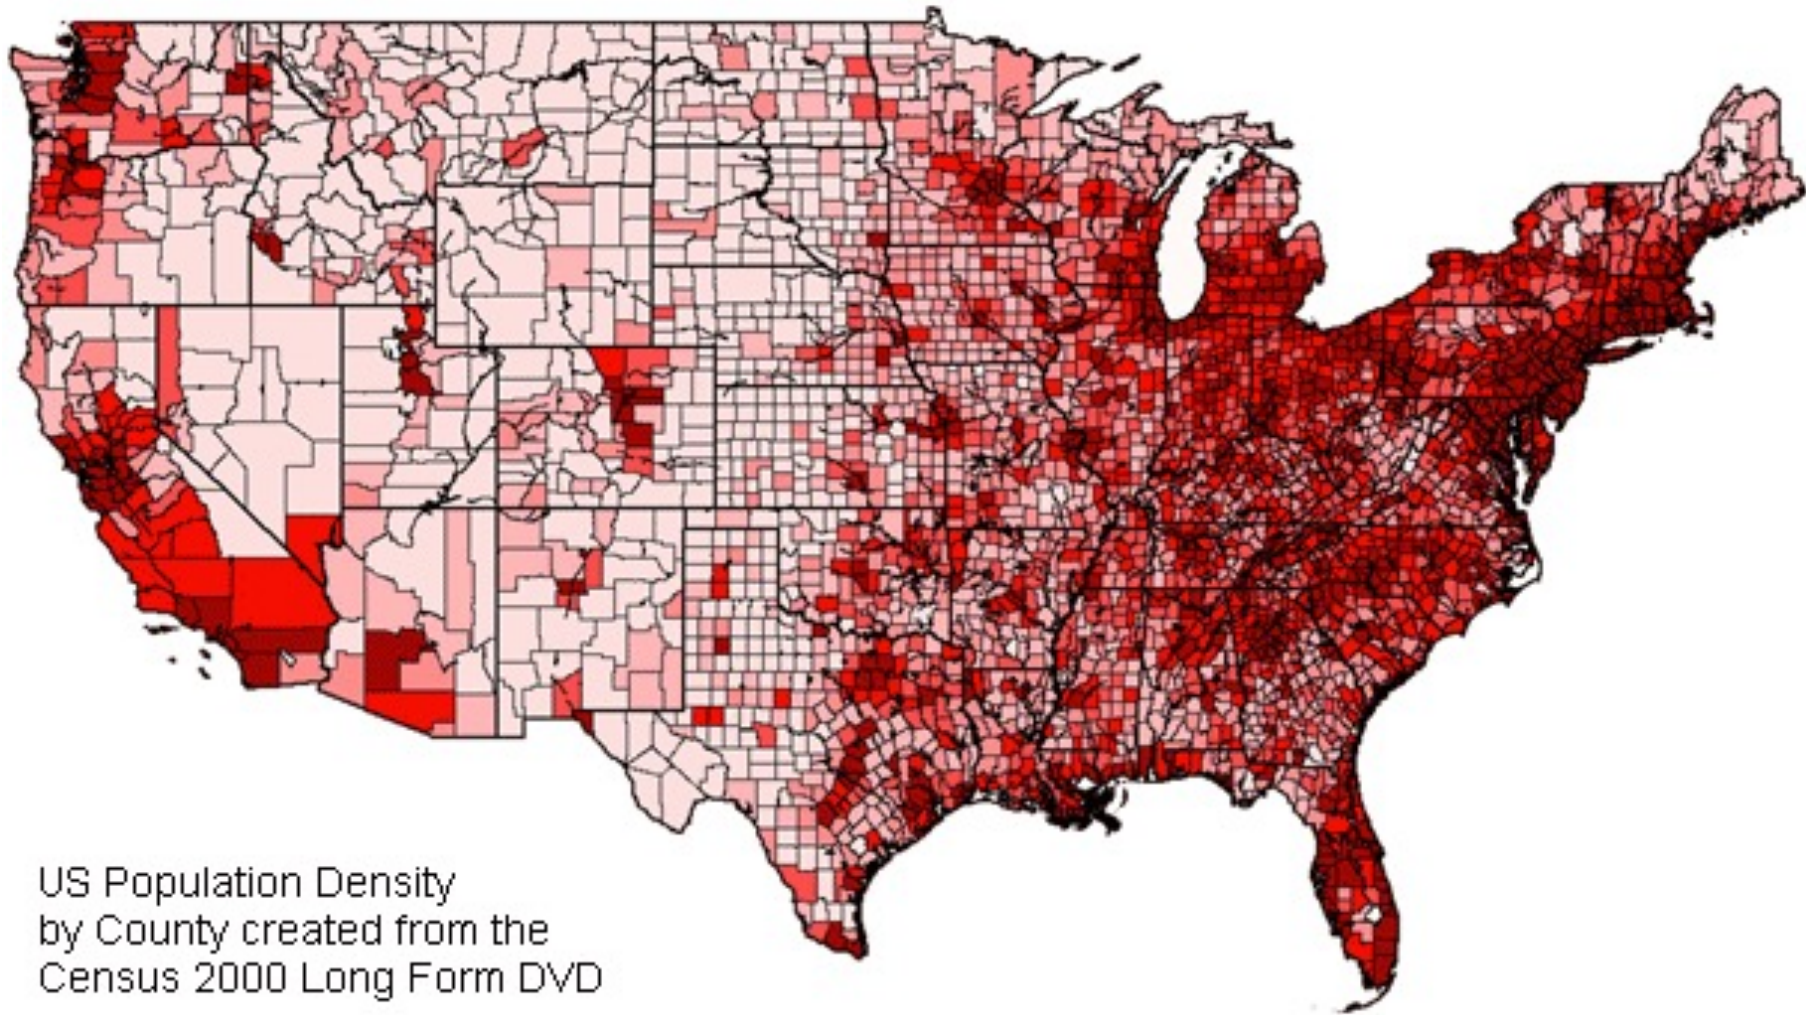 US Population Density
by County created from the
Census 2000 Long Form DVD